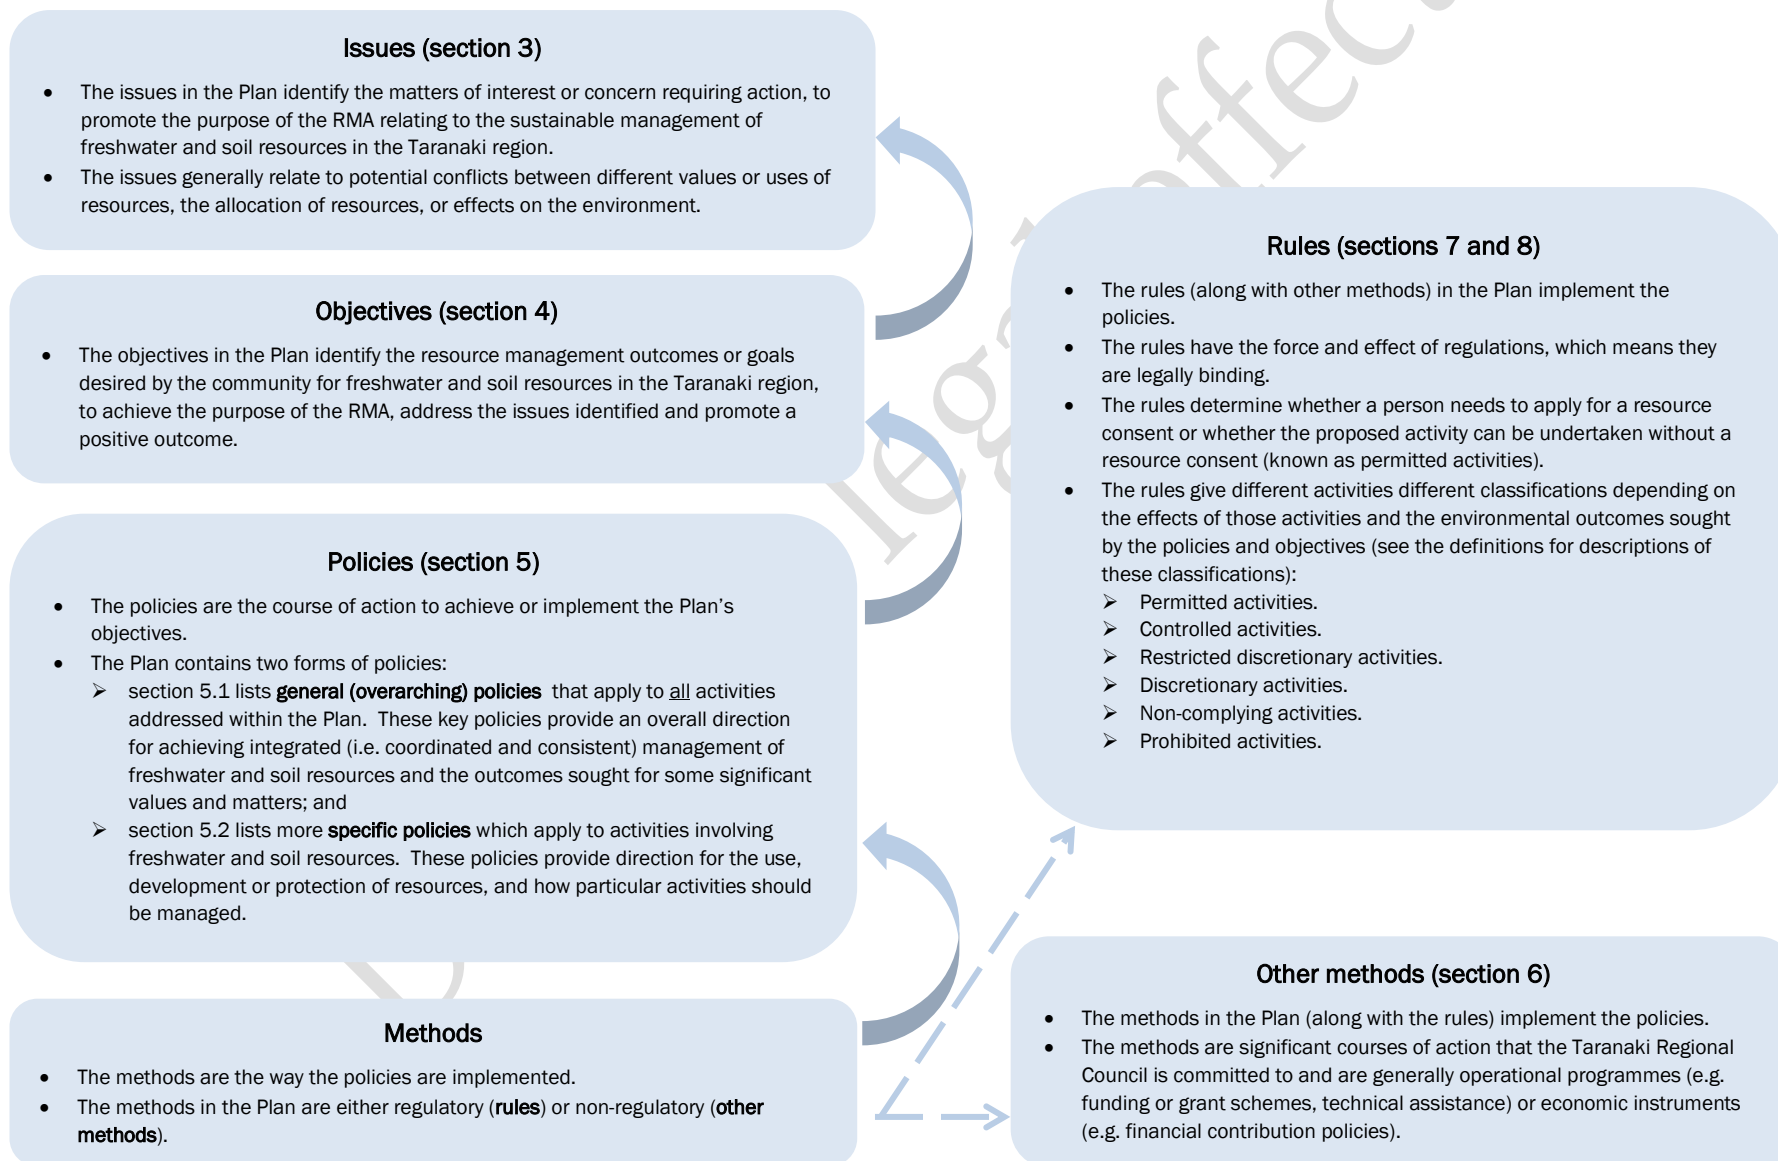 Issues (section 3)
• The issues in the Plan identify the matters of interest or concern requiring action, to
promote the purpose of the RMA relating to the sustainable management of
freshwater and soil resources in the Taranaki region.
• The issues generally relate to potential conflicts between different values or uses of
resources, the allocation of resources, or effects on the environment.
Objectives (section 4)
• The objectives in the Plan identify the resource management outcomes or goals
desired by the community for freshwater and soil resources in the Taranaki region,
to achieve the purpose of the RMA, address the issues identified and promote a
positive outcome.
Policies (section 5)
• The policies are the course of action to achieve or implement the Plan’s
objectives.
• The Plan contains two forms of policies:
➢ section 5.1 lists general (overarching) policies that apply to all activities
addressed within the Plan. These key policies provide an overall direction
for achieving integrated (i.e. coordinated and consistent) management of
freshwater and soil resources and the outcomes sought for some significant
values and matters; and
➢ section 5.2 lists more specific policies which apply to activities involving
freshwater and soil resources. These policies provide direction for the use,
development or protection of resources, and how particular activities should
be managed.
Methods
• The methods are the way the policies are implemented.
• The methods in the Plan are either regulatory (rules) or non-regulatory (other
methods).
Rules (sections 7 and 8)
• The rules (along with other methods) in the Plan implement the
policies.
• The rules have the force and effect of regulations, which means they
are legally binding.
• The rules determine whether a person needs to apply for a resource
consent or whether the proposed activity can be undertaken without a
resource consent (known as permitted activities).
• The rules give different activities different classifications depending on
the effects of those activities and the environmental outcomes sought
by the policies and objectives (see the definitions for descriptions of
these classifications):
➢ Permitted activities.
➢ Controlled activities.
➢ Restricted discretionary activities.
➢ Discretionary activities.
➢ Non-complying activities.
➢ Prohibited activities.
Other methods (section 6)
• The methods in the Plan (along with the rules) implement the policies.
• The methods are significant courses of action that the Taranaki Regional
Council is committed to and are generally operational programmes (e.g.
funding or grant schemes, technical assistance) or economic instruments
(e.g. financial contribution policies).